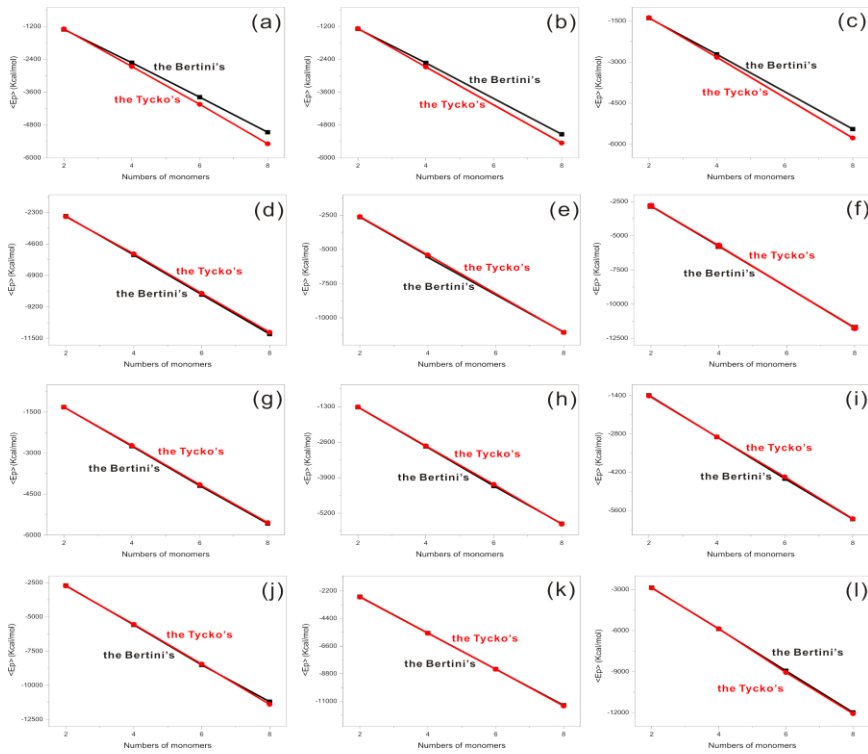 (a)
-1200
-2400
-3600
-4800
-6000
<Ep> (Kcal/mol)
the Bertini's
the Tycko's
2 4 6 8
Numbers of monomers
(b)
-1200
-2400
-3600
-4800
-6000
<Ep> (kcal/mol)
the Bertini's
the Tycko's
2 4 6 8
Numbers of monomers
(c)
-1500
-3000
-4500
-6000
<Ep> (Kcal/mol)
the Bertini's
the Tycko's
2 4 6 8
Numbers of monomers
(d)
-2300
-4600
-6900
-9200
-11500
<Ep> (Kcal/mol)
the Tycko's
the Bertini's
2 4 6 8
Numbers of monomers
(e)
-2500
-5000
-7500
-10000
<Ep> (Kcal/mol)
the Tycko's
the Bertini's
2 4 6 8
Numbers of monomers
(f)
-2500
-5000
-7500
-10000
-12500
<Ep> (Kcal/mol)
the Tycko's
the Bertini's
2 4 6 8
Numbers of monomers
(g)
-1500
-3000
-4500
-6000
<Ep> (Kcal/mol)
the Tycko's
the Bertini's
2 4 6 8
Numbers of monomers
(h)
-1300
-2600
-3900
-5200
<Ep> (Kcal/mol)
the Tycko's
the Bertini's
2 4 6 8
Numbers of monomers
(i)
-1400
-2800
-4200
-5600
<Ep> (Kcal/mol)
the Tycko's
the Bertini's
2 4 6 8
Numbers of monomers
(j)
-2500
-5000
-7500
-10000
-12500
<Ep> (Kcal/mol)
the Tycko's
the Bertini's
2 4 6 8
Numbers of monomers
(k)
-2200
-4400
-6600
-8800
-11000
<Ep> (Kcal/mol)
the Tycko's
the Bertini's
2 4 6 8
Numbers of monomers
(l)
-3000
-6000
-9000
-12000
<Ep> (Kcal/mol)
the Bertini's
the Tycko's
2 4 6 8
Numbers of monomers